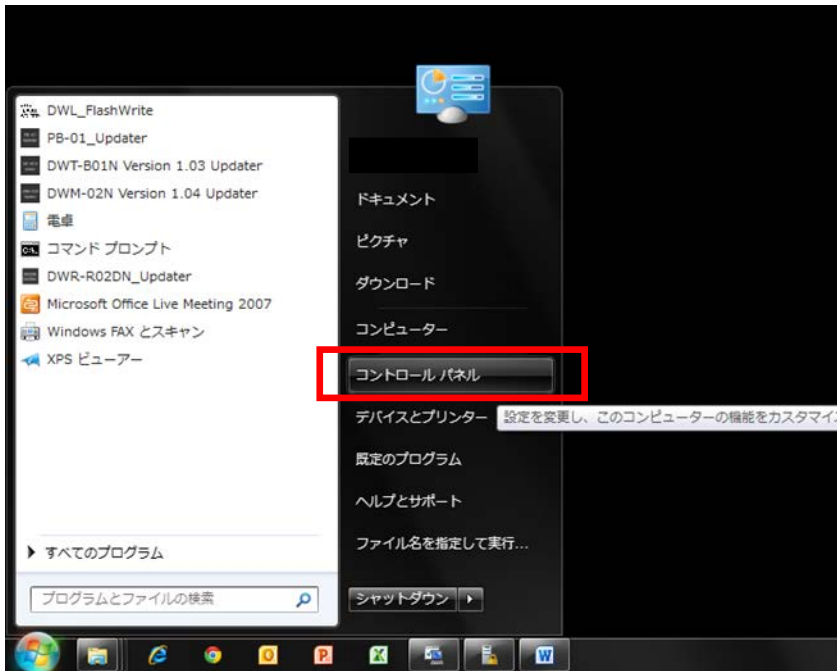 DWL_FlashWrite
PB-01_Updater
DWT-B01N Version 1.03 Updater
DWM-02N Version 1.04 Updater
電卓
コマンド プロンプト
DWR-R02DN_Updater
Microsoft Office Live Meeting 2007
Windows FAX とスキャン
XPS ビューアー
すべてのプログラム
プログラムとファイルの検索
ドキュメント
ピクチャ
ダウンロード
コンピューター
コントロール パネル
デバイスとプリンター
設定を変更し、このコンピューターの機能をカスタマイズ
既定のプログラム
ヘルプとサポート
ファイル名を指定して実行...
シャットダウン